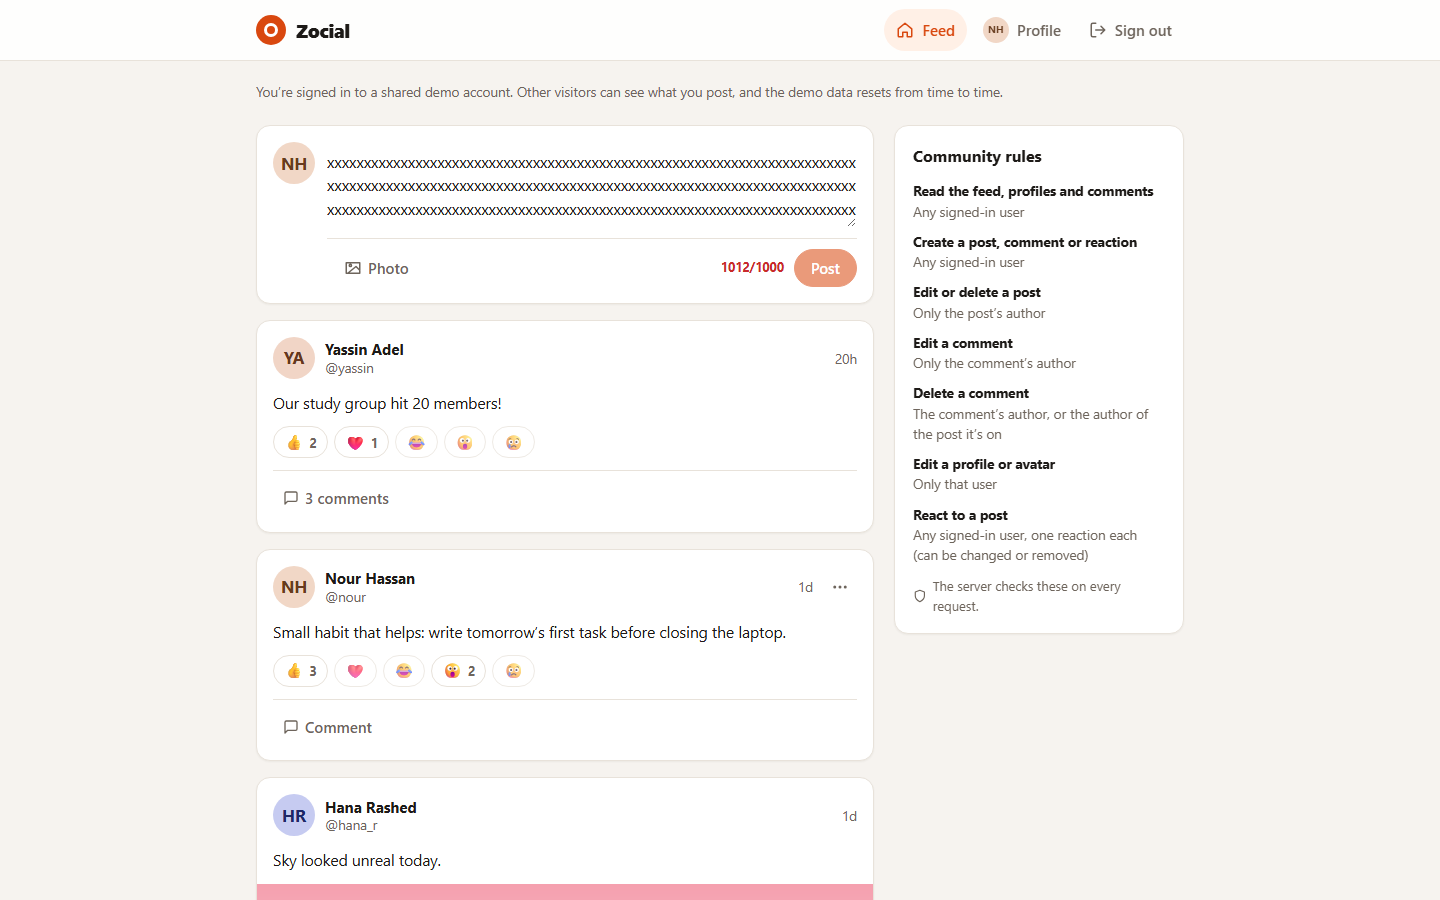 Zocial
Feed
NH
Profile
Sign out
You're signed in to a shared demo account. Other visitors can see what you post, and the demo data resets from time to time.
NH
xxxxxxxxxxxxxxxxxxxxxxxxxxxxxxxxxxxxxxxxxxxxxxxxxxxxxxxxxxxxxxxxxxxxxxxx
xxxxxxxxxxxxxxxxxxxxxxxxxxxxxxxxxxxxxxxxxxxxxxxxxxxxxxxxxxxxxxxxxxxxxxxx
xxxxxxxxxxxxxxxxxxxxxxxxxxxxxxxxxxxxxxxxxxxxxxxxxxxxxxxxxxxxxxxxxxxxxxxx
Photo
1012/1000
Post
YA
Yassin Adel
@yassin
20h
Our study group hit 20 members!
2
1
3 comments
NH
Nour Hassan
@nour
1d
Small habit that helps: write tomorrow's first task before closing the laptop.
3
2
Comment
HR
Hana Rashed
@hana_r
1d
Sky looked unreal today.
Community rules
Read the feed, profiles and comments
Any signed-in user
Create a post, comment or reaction
Any signed-in user
Edit or delete a post
Only the post's author
Edit a comment
Only the comment's author
Delete a comment
The comment's author, or the author of
the post it's on
Edit a profile or avatar
Only that user
React to a post
Any signed-in user, one reaction each
(can be changed or removed)
The server checks these on every
request.